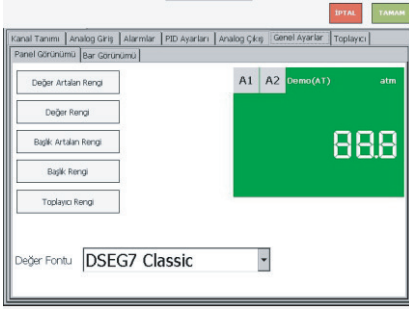 İPTAL TAMAM
Kanal Tanımı Analog Giriş Alarmlar PID Ayarları Analog Çıkış Genel Ayarlar Toplayıcı
Panel Görünümü Bar Görünümü
Değer Artalan Rengi
A1 A2 Demo(AT) atm
Değer Rengi
Başlık Artalan Rengi
88.8
Başlık Rengi
Toplayıcı Rengi
Değer Fontu DSEG7 Classic